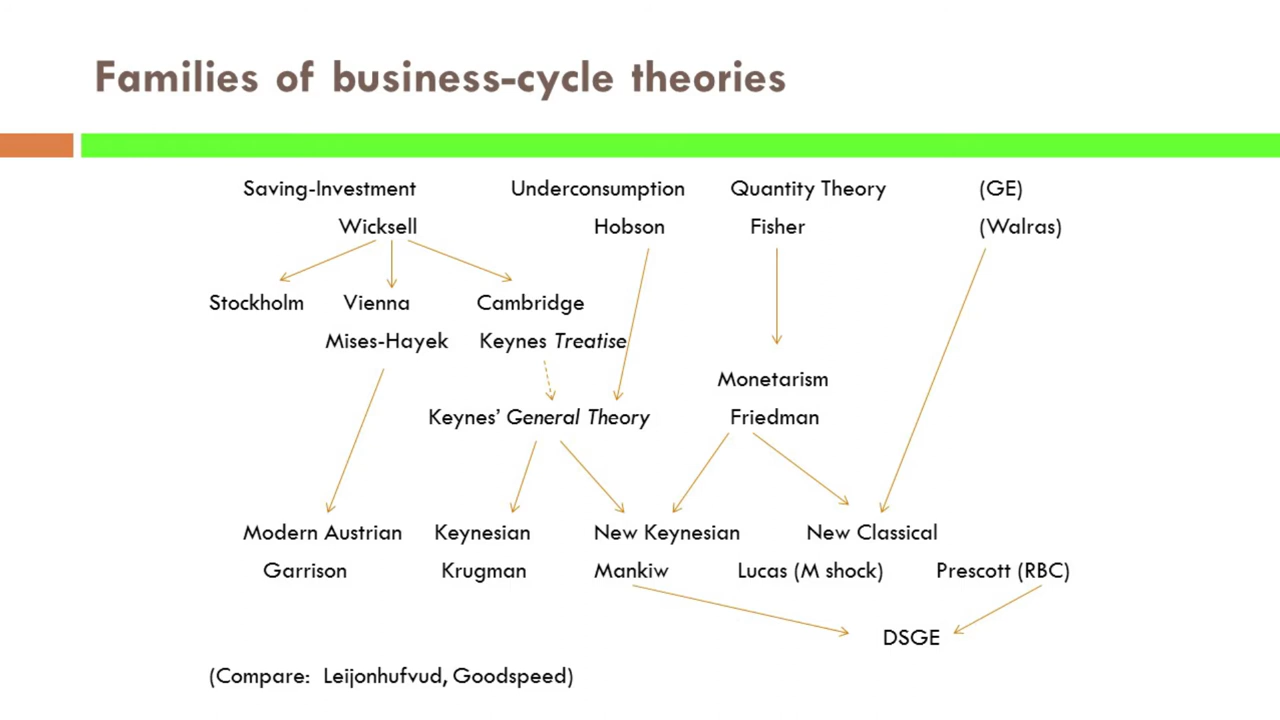 Families of business-cycle theories
Saving-Investment Underconsumption Quantity Theory (GE)
Wicksell Hobson Fisher (Walras)
Stockholm Vienna Cambridge
Mises-Hayek Keynes Treatise
Monetarism
Keynes’ General Theory Friedman
Modern Austrian Keynesian New Keynesian New Classical
Garrison Krugman Mankiw Lucas (M shock) Prescott (RBC)
DSGE
(Compare: Leijonhufvud, Goodspeed)